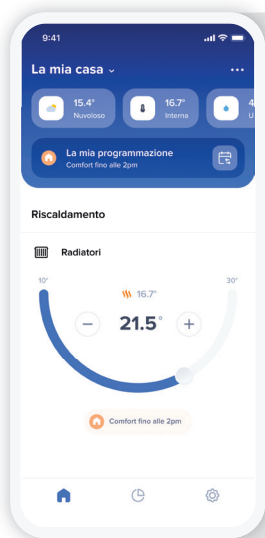 9:41
La mia casa
15.4°
Nuvoloso
16.7°
Interna
4
U
La mia programmazione
Comfort fino alle 2pm
Riscaldamento
Radiatori
10°
30°
16.7°
21.5°
Comfort fino alle 2pm